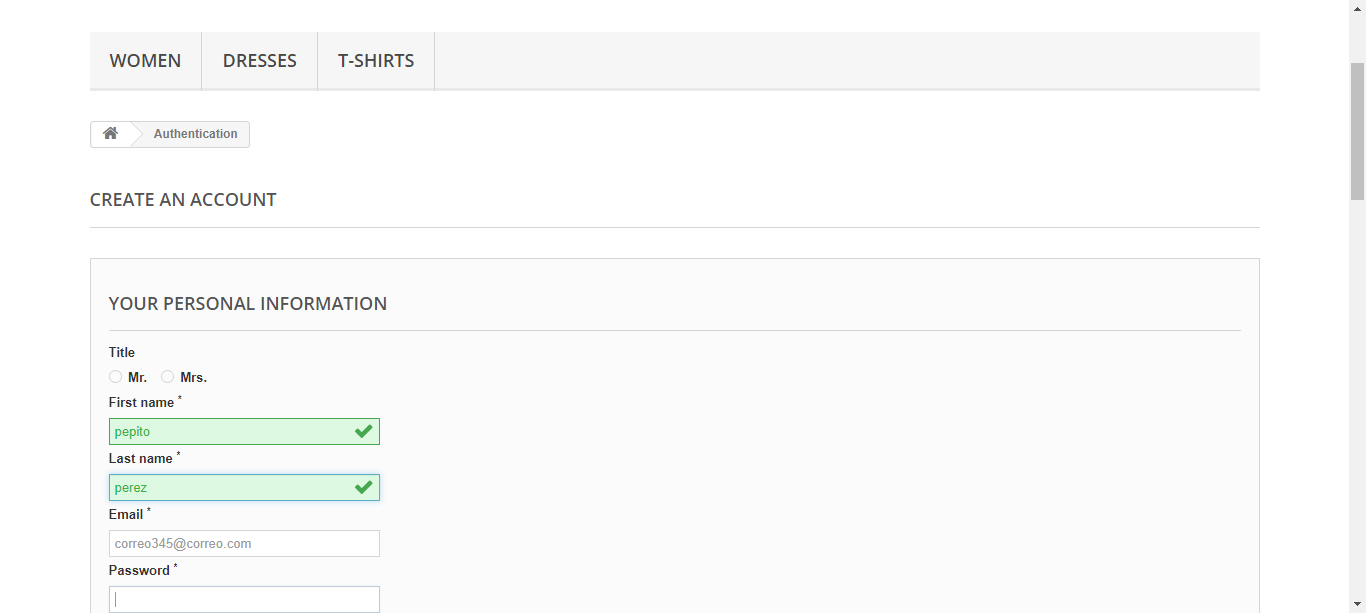 WOMEN DRESSES T-SHIRTS
Authentication
CREATE AN ACCOUNT
YOUR PERSONAL INFORMATION
Title
Mr. Mrs.
First name *
pepito
Last name *
perez
Email *
correo345@correo.com
Password *